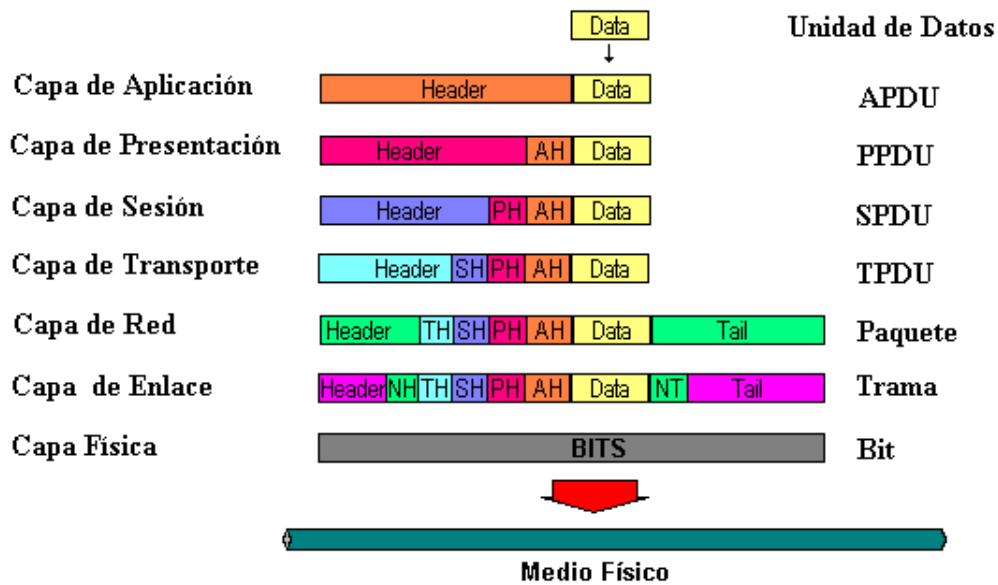 Data Unidad de Datos
Capa de Aplicación Header Data APDU
Capa de Presentación Header AH Data PPDU
Capa de Sesión Header PH AH Data SPDU
Capa de Transporte Header SH PH AH Data TPDU
Capa de Red Header TH SH PH AH Data Tail Paquete
Capa de Enlace Header NH TH SH PH AH Data NT Tail Trama
Capa Física BITS Bit
Medio Físico